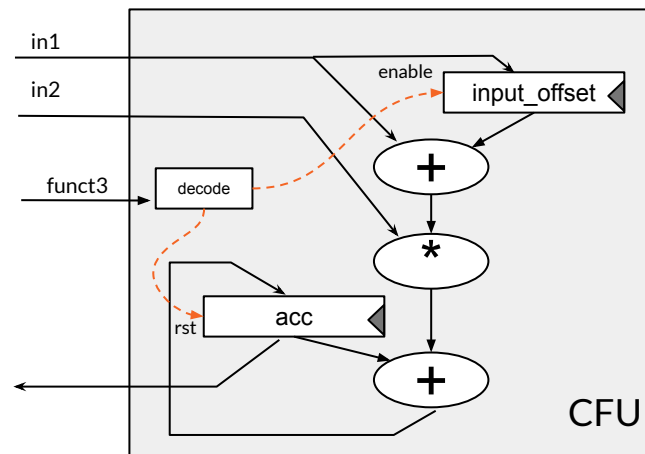 in1
enable
input_offset
in2
+
funct3
decode
*
acc
rst
+
CFU